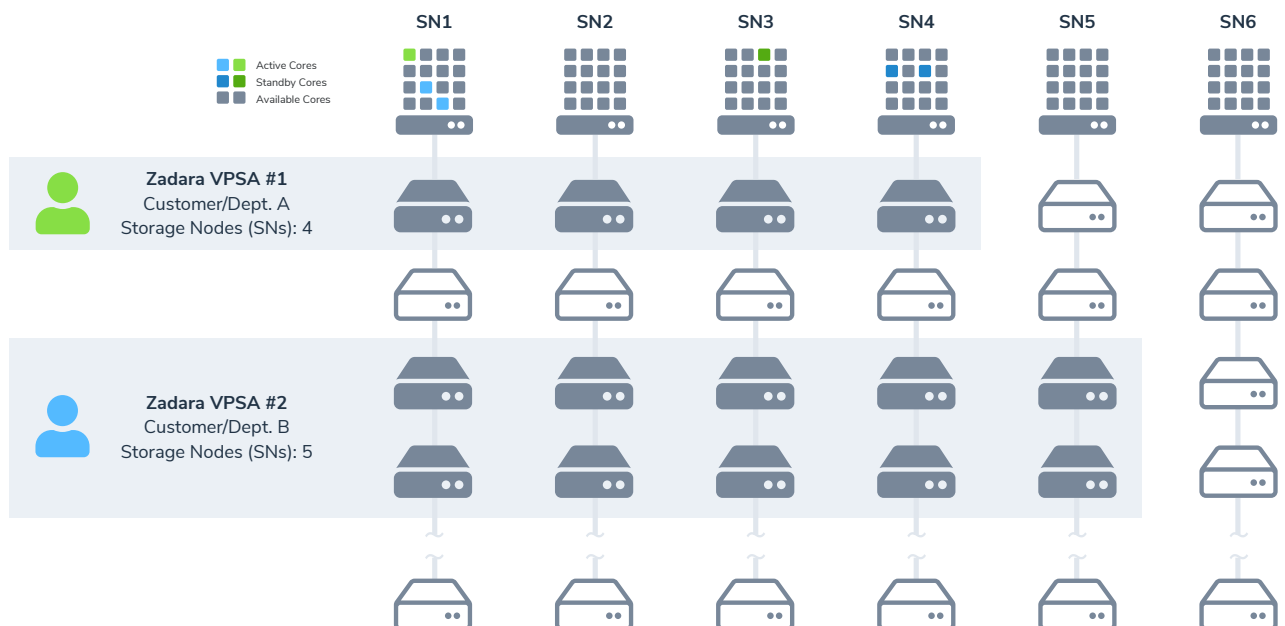 SN1 SN2 SN3 SN4 SN5 SN6
Active Cores
Standby Cores
Available Cores
Zadara VPSA #1
Customer/Dept. A
Storage Nodes (SNs): 4
Zadara VPSA #2
Customer/Dept. B
Storage Nodes (SNs): 5